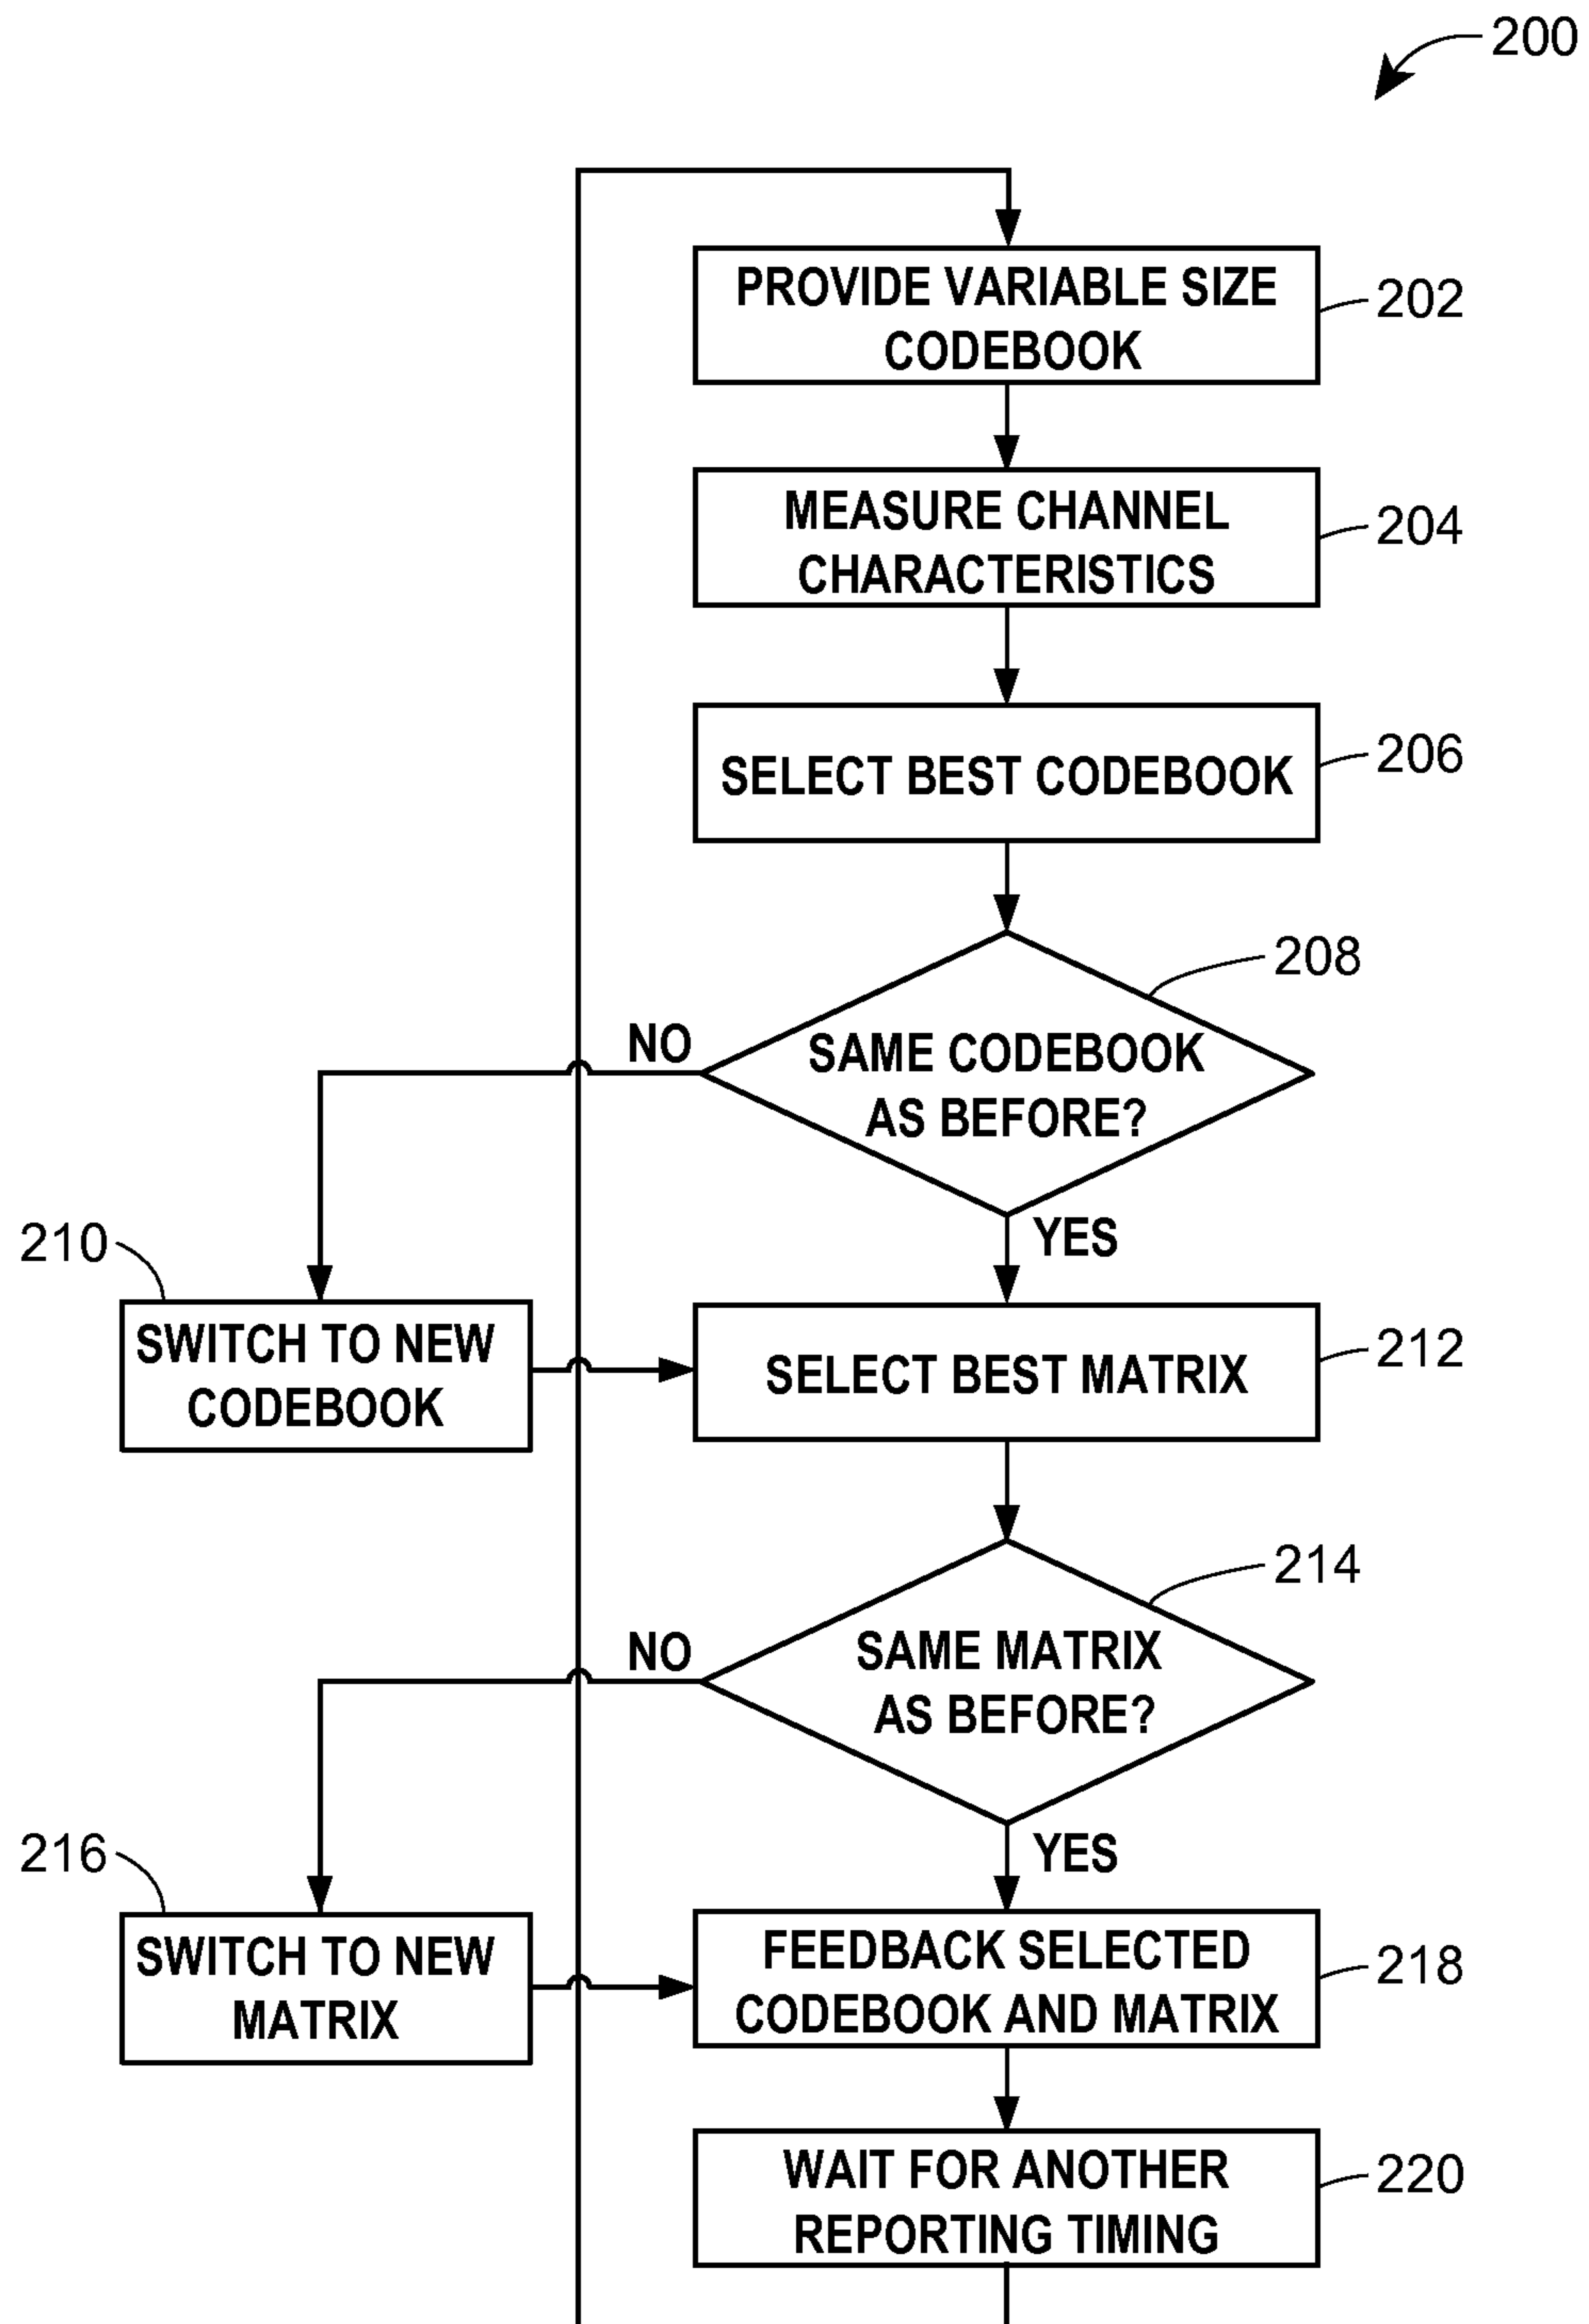 200
PROVIDE VARIABLE SIZE
CODEBOOK
202
MEASURE CHANNEL
CHARACTERISTICS
204
SELECT BEST CODEBOOK
206
208
NO
SAME CODEBOOK
AS BEFORE?
YES
210
SWITCH TO NEW
CODEBOOK
SELECT BEST MATRIX
212
214
NO
SAME MATRIX
AS BEFORE?
YES
216
SWITCH TO NEW
MATRIX
FEEDBACK SELECTED
CODEBOOK AND MATRIX
218
WAIT FOR ANOTHER
REPORTING TIMING
220